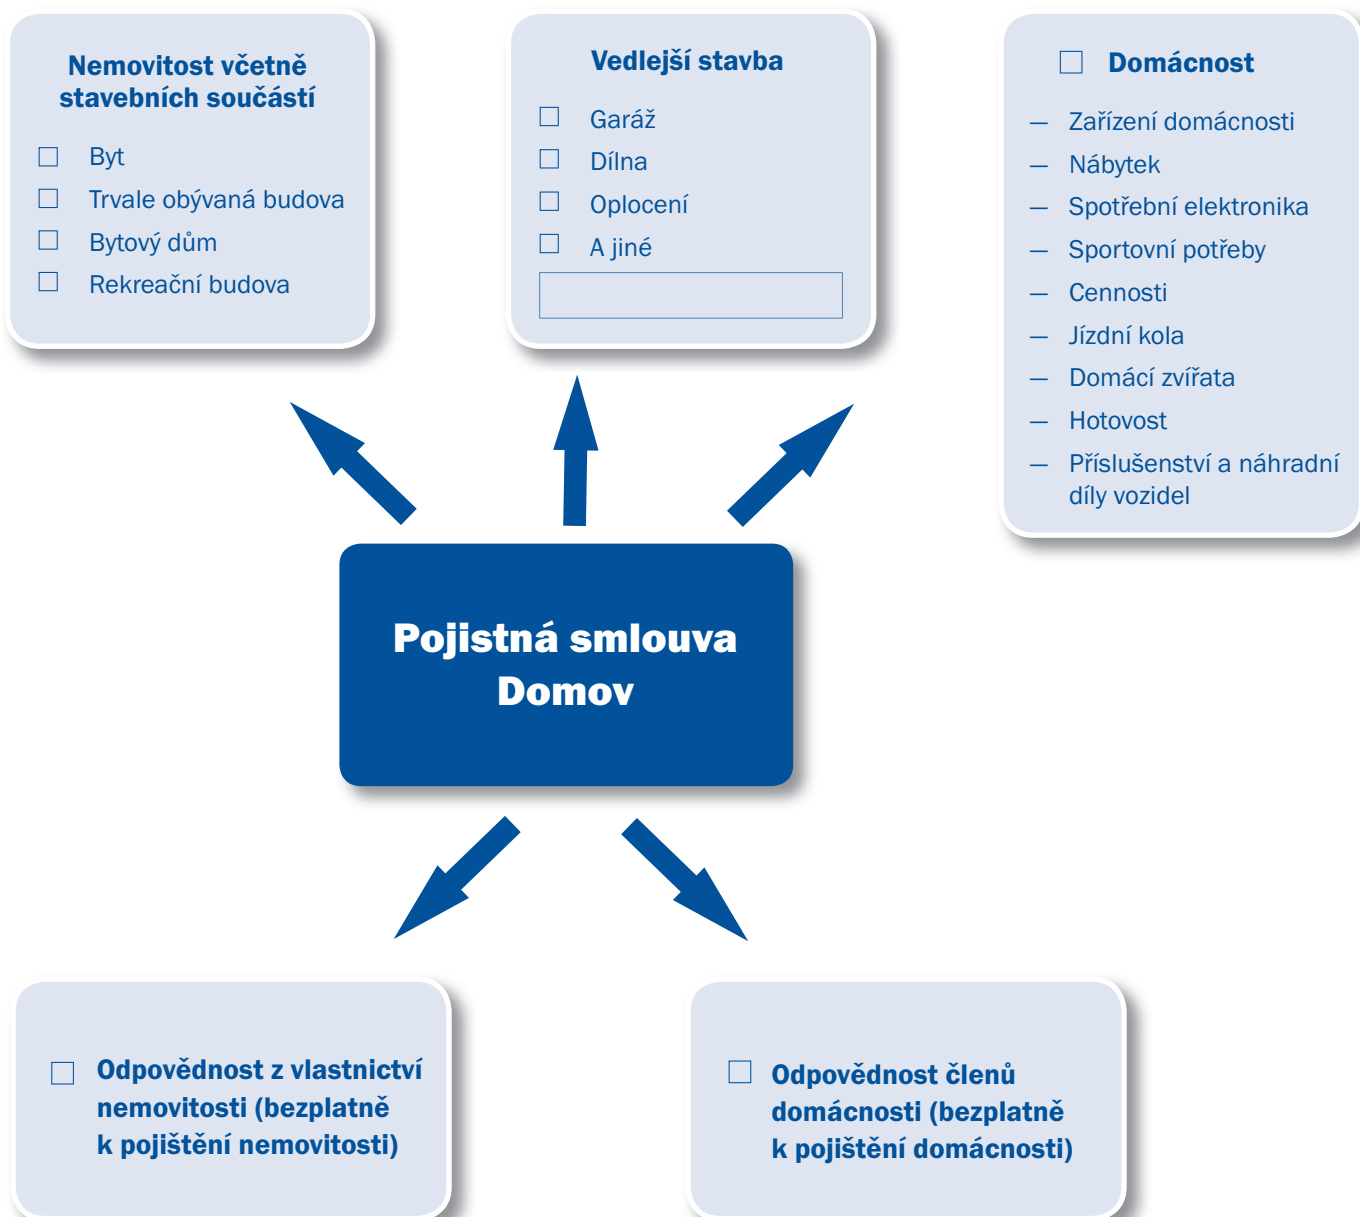 Nemovitost včetně
stavebních součástí
Byt
Trvale obývaná budova
Bytový dům
Rekreační budova
Vedlejší stavba
Garáž
Dílna
Oplocení
A jiné
Domácnost
— Zařízení domácnosti
— Nábytek
— Spotřební elektronika
— Sportovní potřeby
— Cennosti
— Jízdní kola
— Domácí zvířata
— Hotovost
— Příslušenství a náhradní
díly vozidel
Pojistná smlouva
Domov
Odpovědnost z vlastnictví
nemovitosti (bezplatně
k pojištění nemovitosti)
Odpovědnost členů
domácnosti (bezplatně
k pojištění domácnosti)